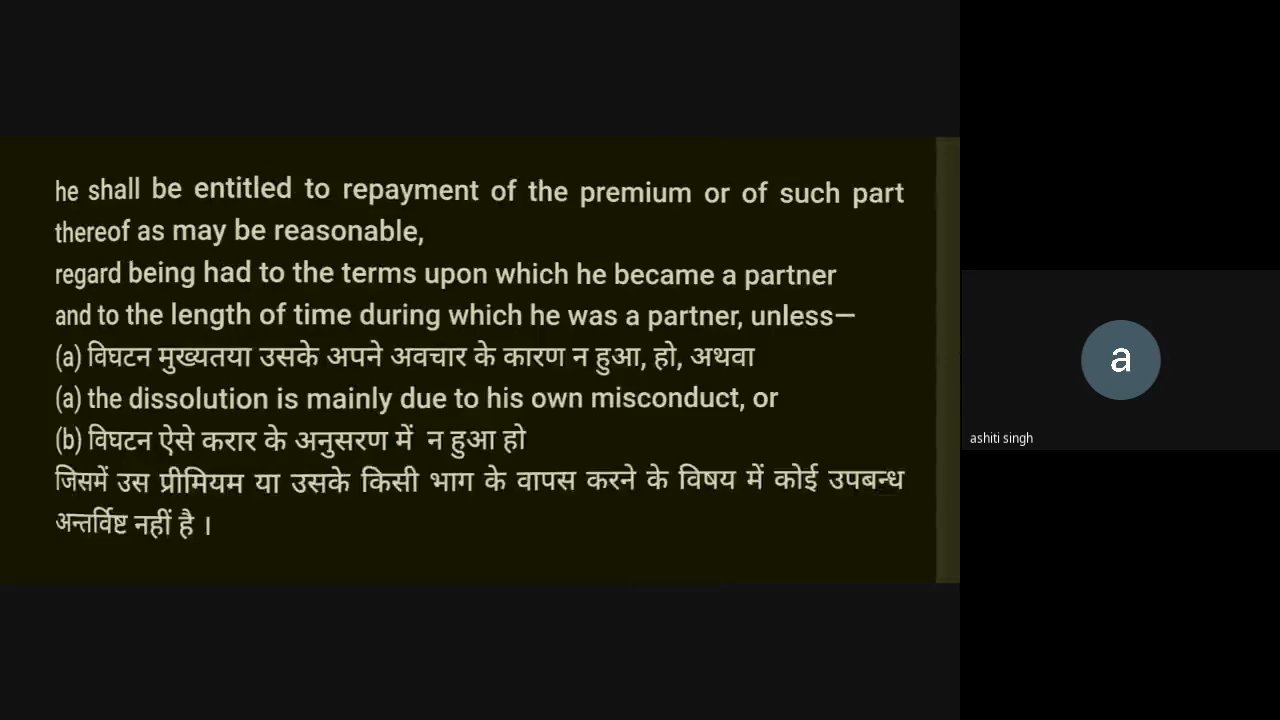 he shall be entitled to repayment of the premium or of such part
thereof as may be reasonable,
regard being had to the terms upon which he became a partner
and to the length of time during which he was a partner, unless—
(a) विघटन मुख्यतया उसके अपने अवचार के कारण न हुआ, हो, अथवा
(a) the dissolution is mainly due to his own misconduct, or
(b) विघटन ऐसे करार के अनुसरण में न हुआ हो
जिसमें उस प्रीमियम या उसके किसी भाग के वापस करने के विषय में कोई उपबन्ध
अन्तर्विष्ट नहीं है ।
a
ashiti singh